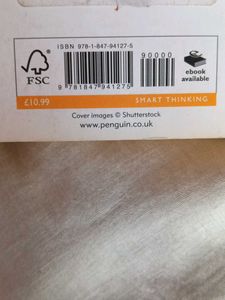 ISBN 978-1-847-94127-5
90000
FSC
9 781847 941275
ebook
available
£10.99
SMART THINKING
Cover images © Shutterstock
www.penguin.co.uk